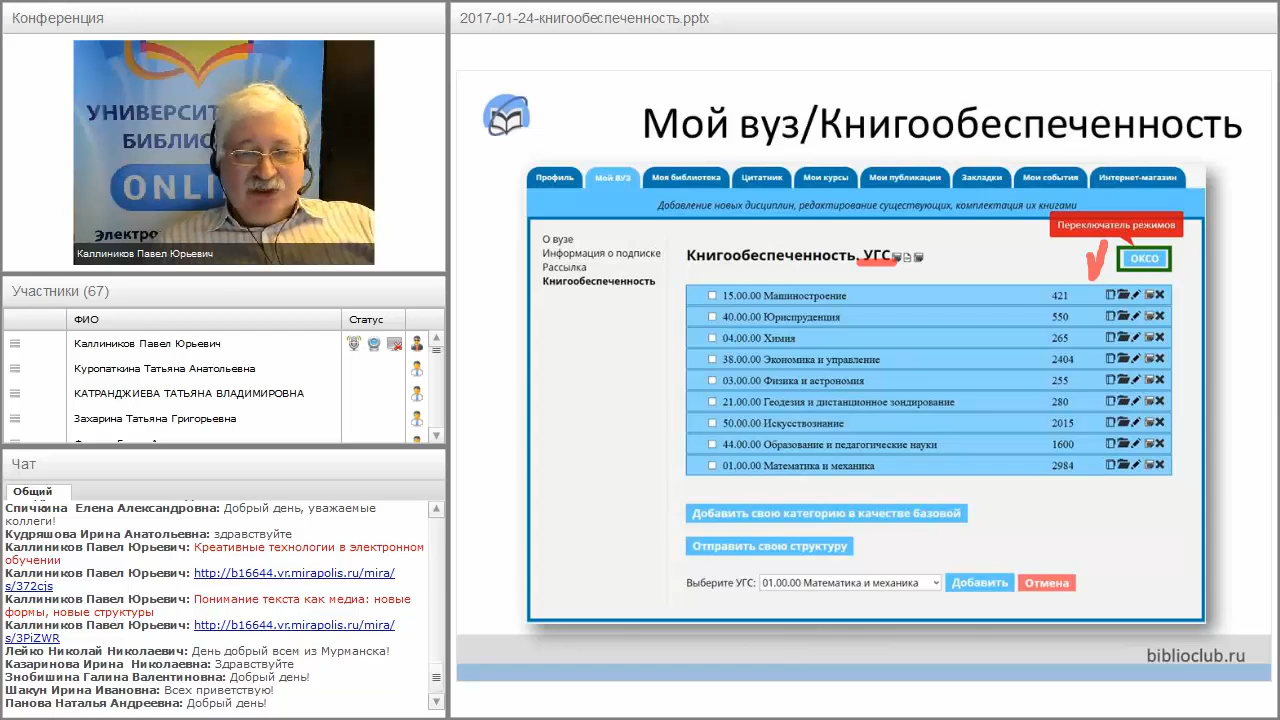 Конференция
УНИВЕРСИТ
БИБЛИО
ONLI
Электро
Каллиников Павел Юрьевич
Участники (67)
ФИО
Статус
Каллиников Павел Юрьевич
Куропаткина Татьяна Анатольевна
КАТРАНДЖИЕВА ТАТЬЯНА ВЛАДИМИРОВНА
Захарина Татьяна Григорьевна
Чат
Общий
Спичкина Елена Александровна: Добрый день, уважаемые
коллеги!
Кудряшова Ирина Анатольевна: здравствуйте
Каллиников Павел Юрьевич: Креативные технологии в электронном
обучении
Каллиников Павел Юрьевич: http://b16644.vr.mirapolis.ru/mira/
s/372cjs
Каллиников Павел Юрьевич: Понимание текста как медиа: новые
формы, новые структуры
Каллиников Павел Юрьевич: http://b16644.vr.mirapolis.ru/mira/
s/3PiZWR
Лейко Николай Николаевич: День добрый всем из Мурманска!
Казаринова Ирина Николаевна: Здравствуйте
Знобишина Галина Валентиновна: Добрый день!
Шакун Ирина Ивановна: Всех приветствую!
Панова Наталья Андреевна: Добрый день!
2017-01-24-книгообеспеченность.pptx
Мой вуз/Книгообеспеченность
Профиль Мой ВУЗ Моя библиотека Цитатник Мои курсы Мои публикации Закладки Мои события Интернет-магазин
Добавление новых дисциплин, редактирование существующих, комплектация их книгами
Переключатель режимов
О вузе
Информация о подписке
Рассылка
Книгообеспеченность
Книгообеспеченность. УГС
ОКСО
15.00.00 Машиностроение 421
40.00.00 Юриспруденция 550
04.00.00 Химия 265
38.00.00 Экономика и управление 2404
03.00.00 Физика и астрономия 255
21.00.00 Геодезия и дистанционное зондирование 280
50.00.00 Искусствознание 2015
44.00.00 Образование и педагогические науки 1600
01.00.00 Математика и механика 2984
Добавить свою категорию в качестве базовой
Отправить свою структуру
Выберите УГС: 01.00.00 Математика и механика Добавить Отмена
biblioclub.ru